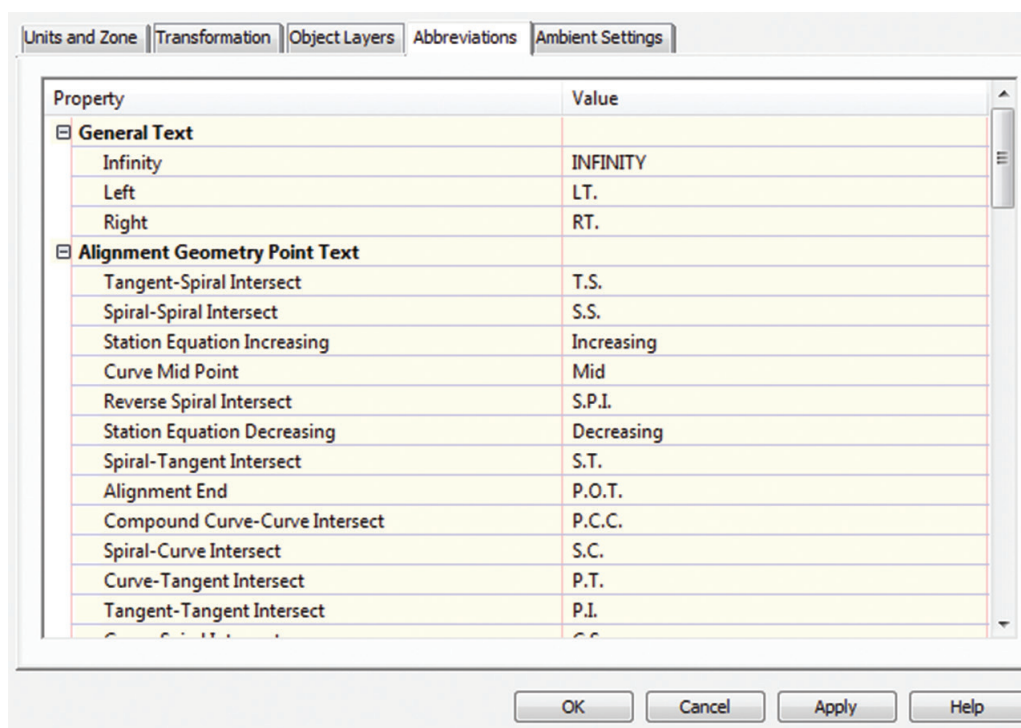 Units and Zone Transformation Object Layers Abbreviations Ambient Settings
Property Value
General Text
Infinity INFINITY
Left LT.
Right RT.
Alignment Geometry Point Text
Tangent-Spiral Intersect T.S.
Spiral-Spiral Intersect S.S.
Station Equation Increasing Increasing
Curve Mid Point Mid
Reverse Spiral Intersect S.P.I.
Station Equation Decreasing Decreasing
Spiral-Tangent Intersect S.T.
Alignment End P.O.T.
Compound Curve-Curve Intersect P.C.C.
Spiral-Curve Intersect S.C.
Curve-Tangent Intersect P.T.
Tangent-Tangent Intersect P.I.
OK Cancel Apply Help